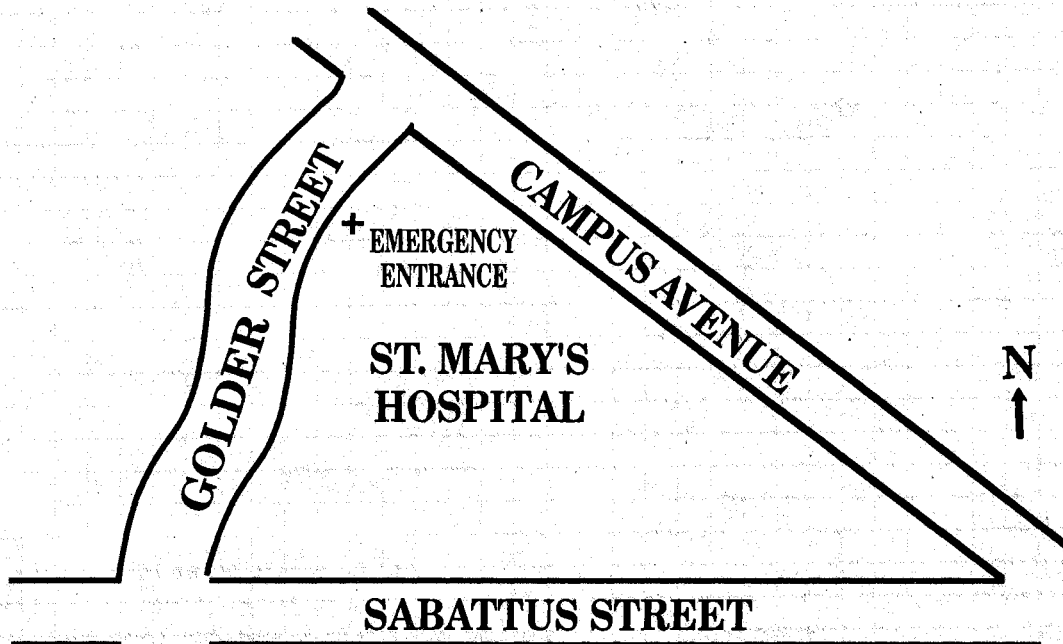 CAMPUS AVENUE
GOLDER STREET
+ EMERGENCY
ENTRANCE
ST. MARY'S
HOSPITAL
N
SABATTUS STREET